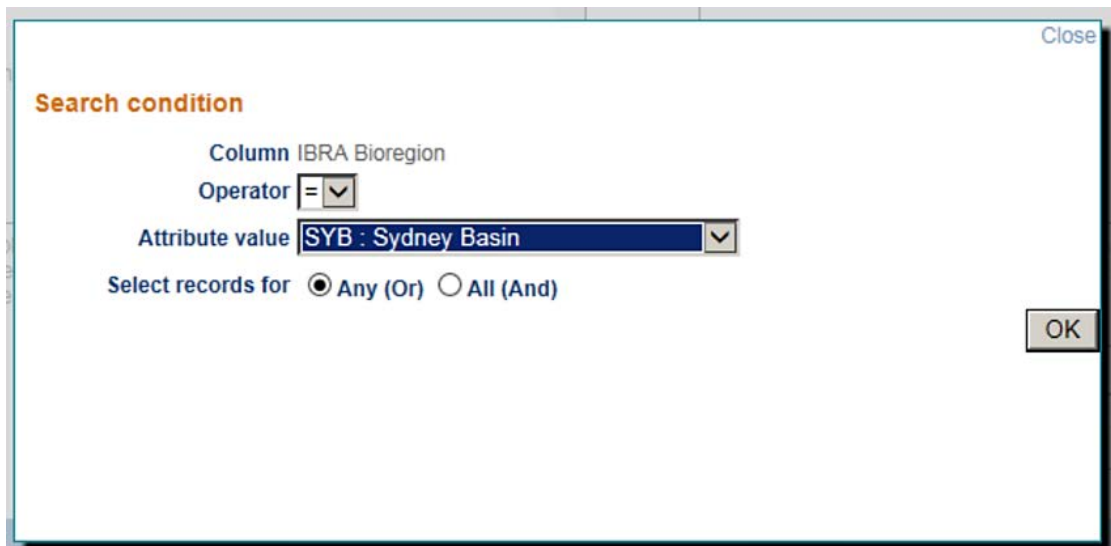 Close
Search condition
Column IBRA Bioregion
Operator =
Attribute value SYB : Sydney Basin
Select records for Any (Or) All (And)
OK